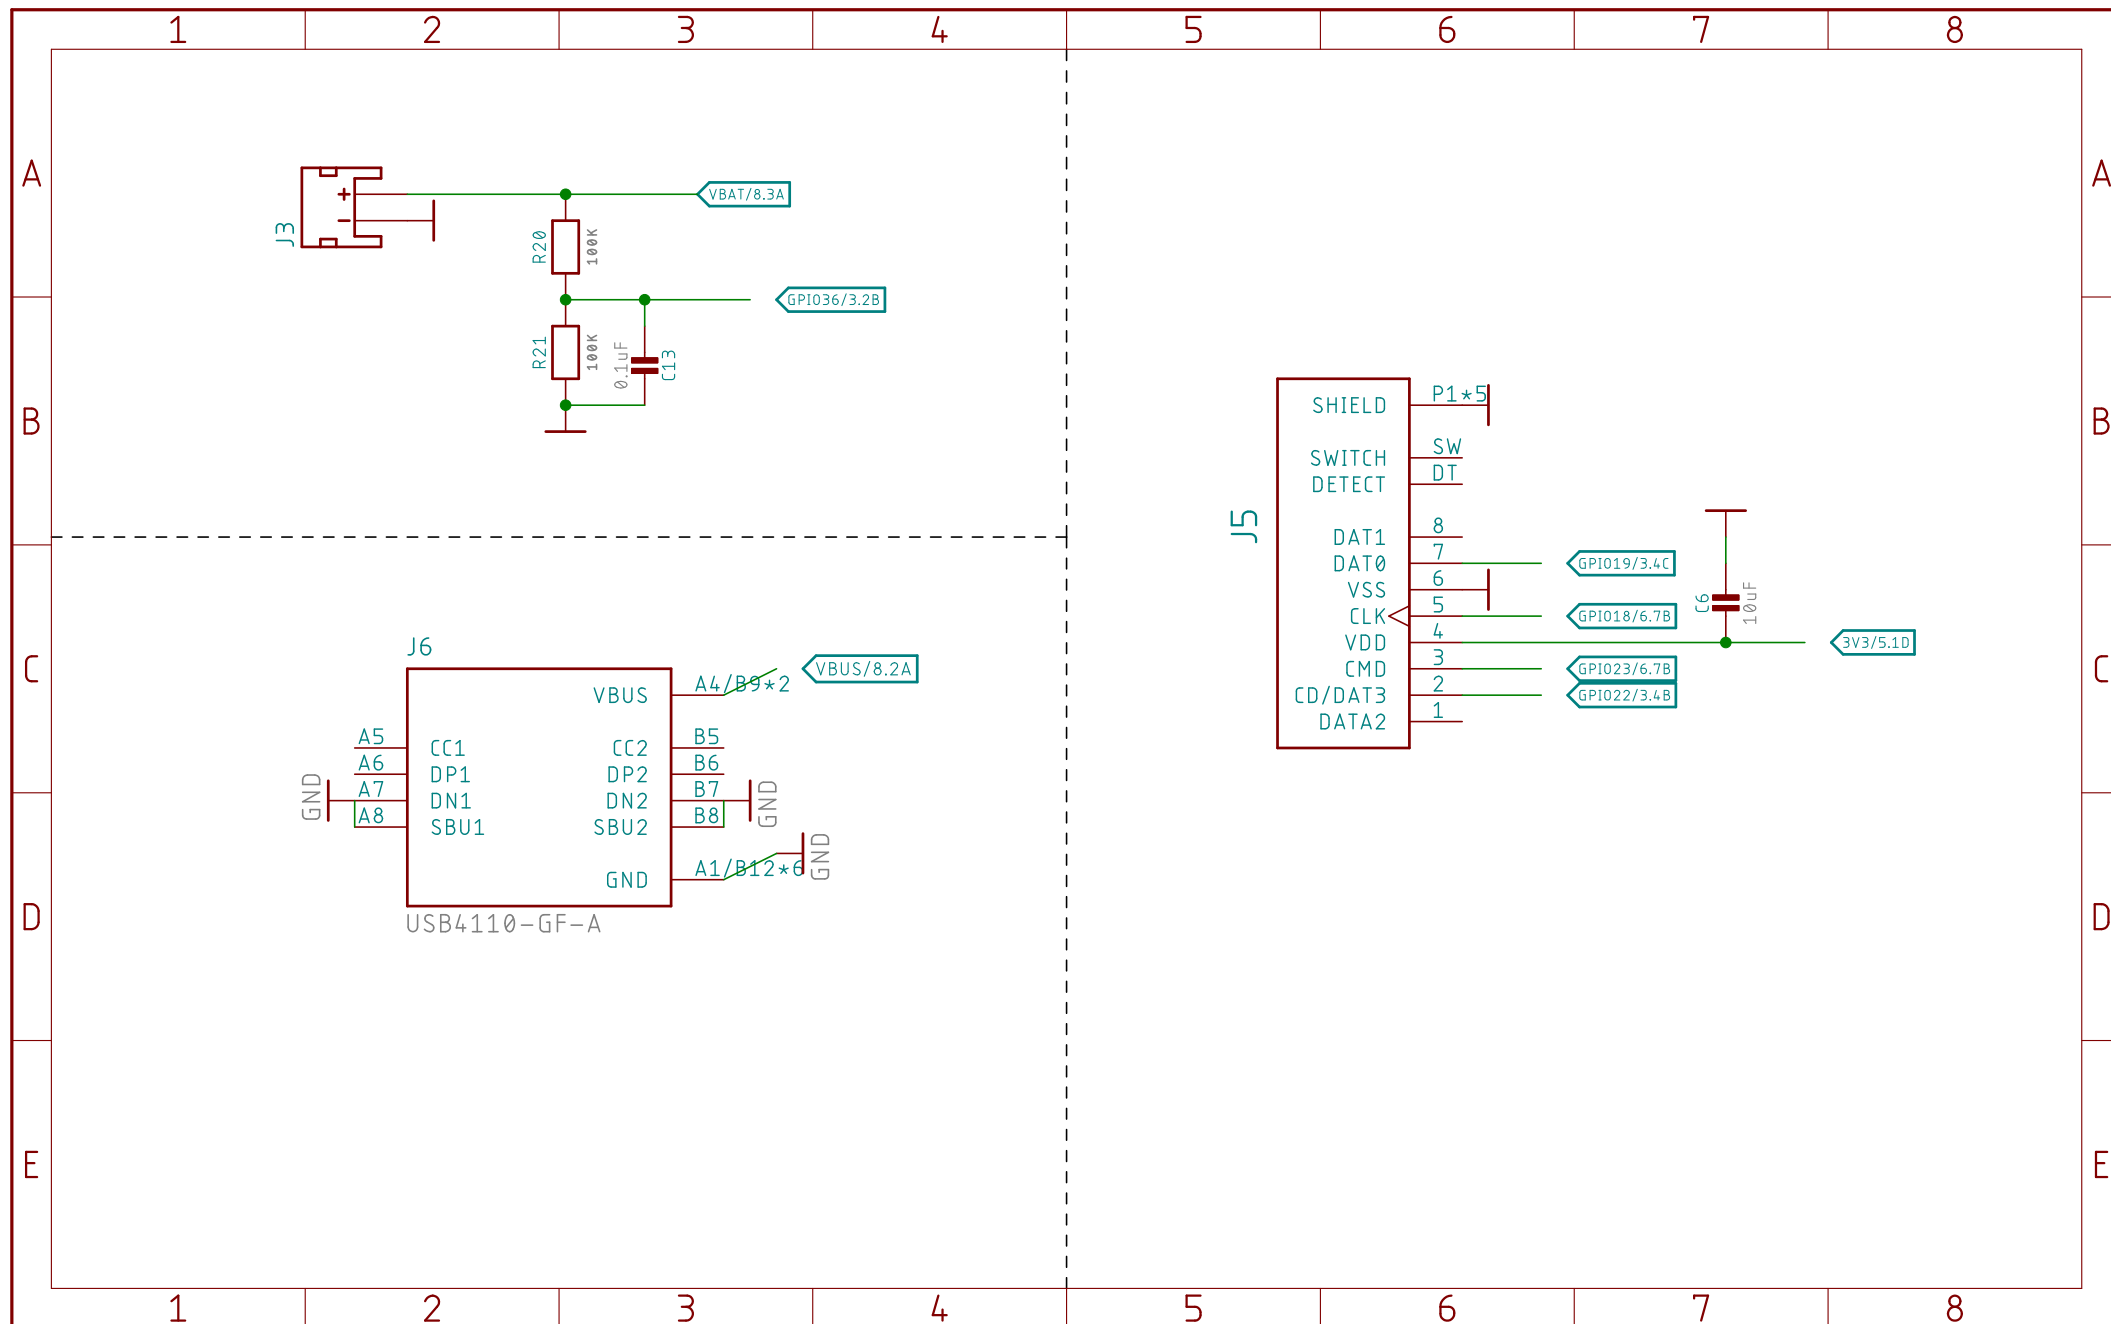 1 2 3 4 5 6 7 8
A A
J3
+
-
VBAT/8.3A
R20
100K
GPIO36/3.2B
R21
100K
0.1uF
C13
B B
J5
SHIELD P1*5
SWITCH SW
DETECT DT
DAT1 8
DAT0 7
VSS 6
CLK 5
VDD 4
CMD 3
CD/DAT3 2
DATA2 1
GPIO19/3.4C
GPIO18/6.7B
C6
10uF
3V3/5.1D
GPIO23/6.7B
GPIO22/3.4B
C C
J6
VBUS A4/B9*2
VBUS/8.2A
A5 CC1 CC2 B5
A6 DP1 DP2 B6
GND A7 DN1 DN2 B7 GND
A8 SBU1 SBU2 B8
GND A1/B12*6 GND
USB4110-GF-A
D D
E E
1 2 3 4 5 6 7 8